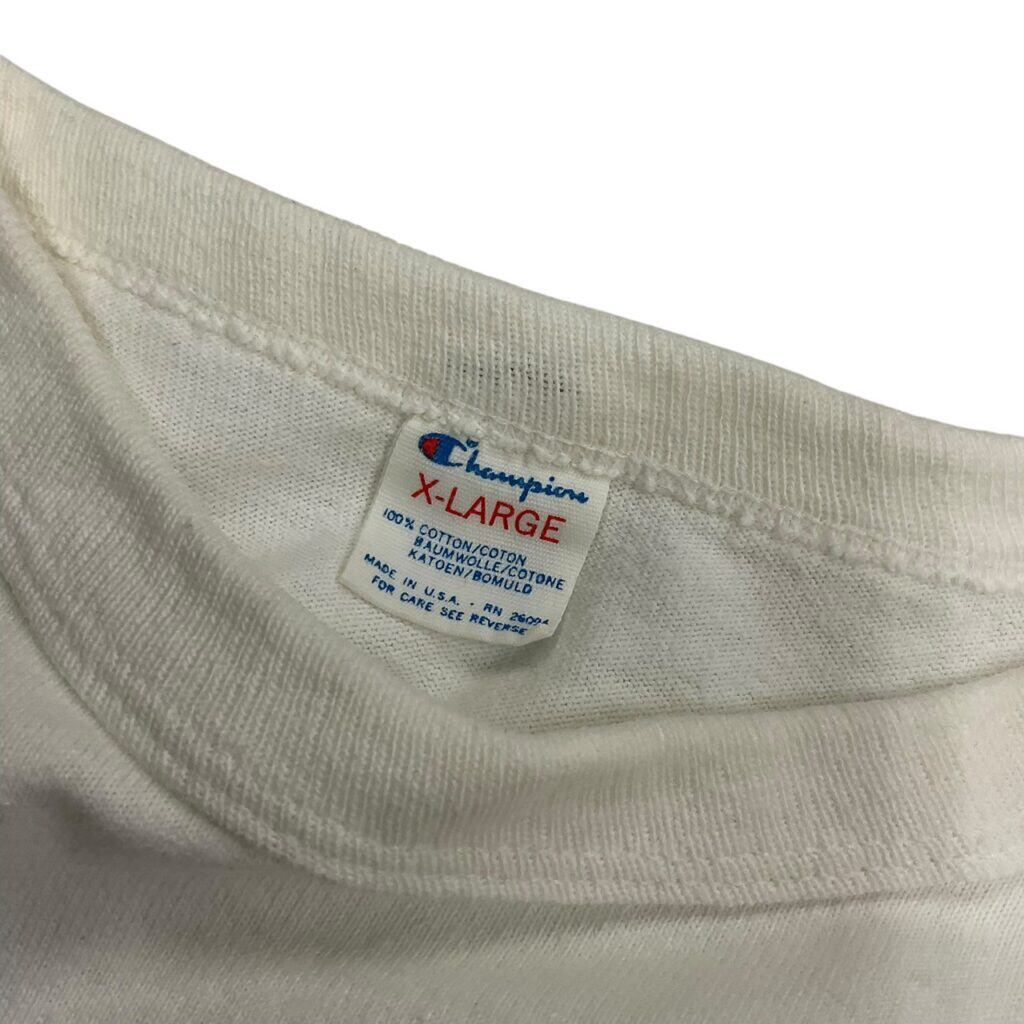 Champion
X-LARGE
100% COTTON/COTON
BAUMWOLLE/COTONE
KATOEN/BOMULD
MADE IN U.S.A. · RN 26094
FOR CARE SEE REVERSE